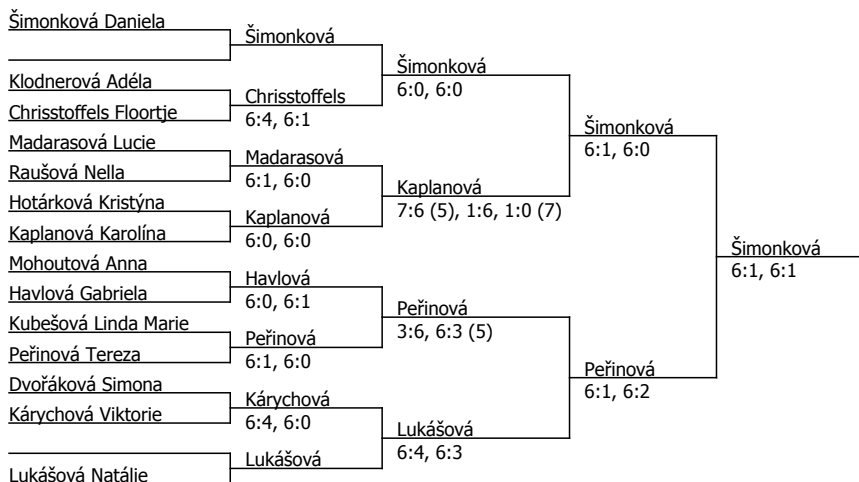 Šimonková Daniela
Klodnerová Adéla
Chrisstoffels Floortje
Madarasová Lucie
Raušová Nella
Hotárková Kristýna
Kaplanová Karolína
Mohoutová Anna
Havlová Gabriela
Kubešová Linda Marie
Peřinová Tereza
Dvořáková Simona
Kárychová Viktorie
Lukášová Natálie
Šimonková
Chrisstoffels
6:4, 6:1
Madarasová
6:1, 6:0
Kaplanová
6:0, 6:0
Havlová
6:0, 6:1
Peřinová
6:1, 6:0
Kárychová
6:4, 6:0
Lukášová
Šimonková
6:0, 6:0
Kaplanová
7:6 (5), 1:6, 1:0 (7)
Peřinová
3:6, 6:3 (5)
Lukášová
6:4, 6:3
Šimonková
6:1, 6:0
Peřinová
6:1, 6:2
Šimonková
6:1, 6:1